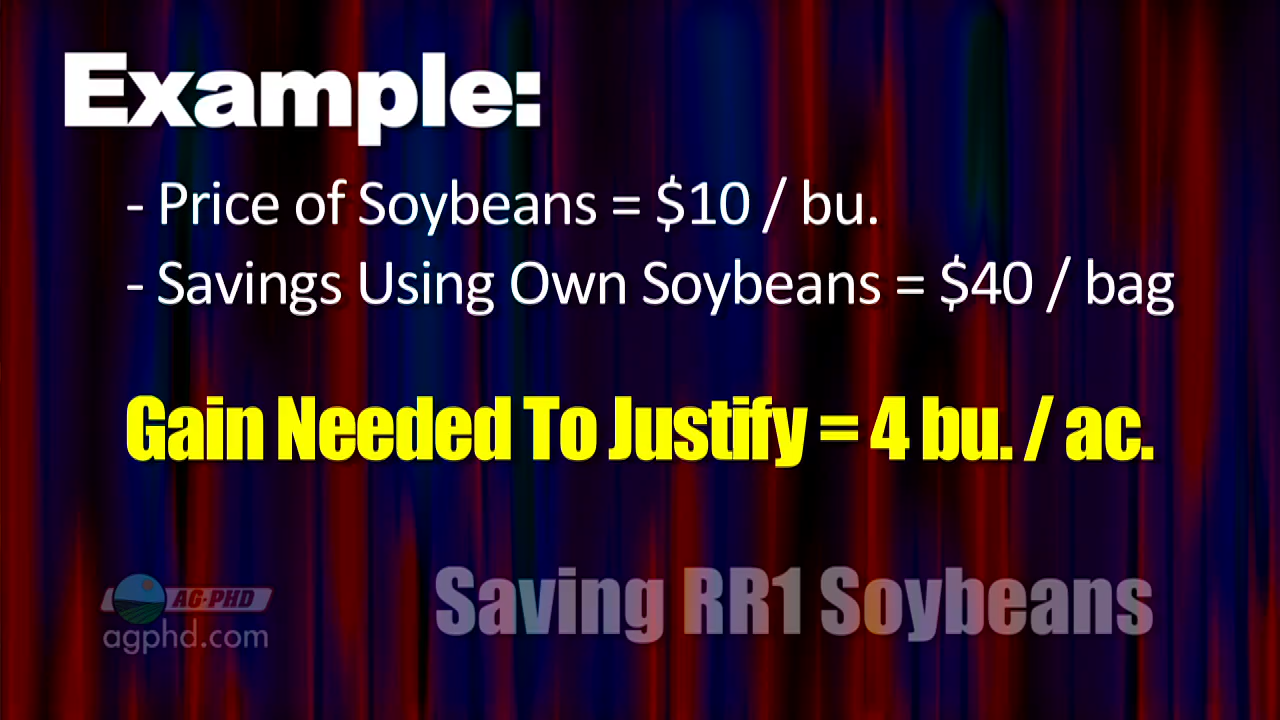 Example:
- Price of Soybeans = $10 / bu.
- Savings Using Own Soybeans = $40 / bag
Gain Needed To Justify = 4 bu. / ac.
Saving RR1 Soybeans
AG-PHD
agphd.com